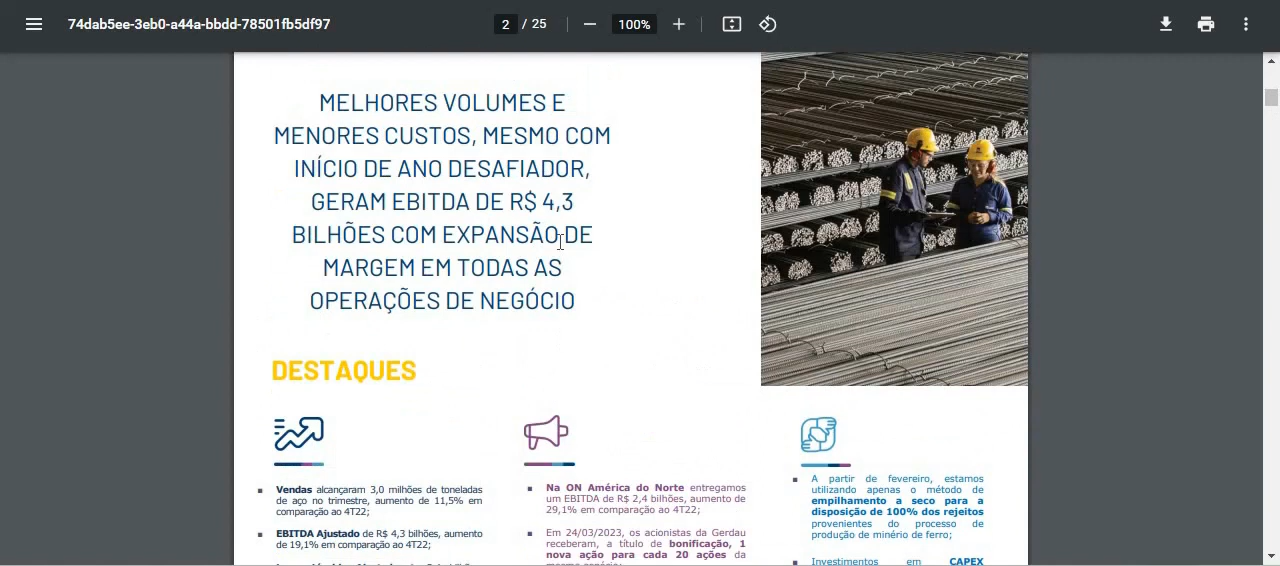 74dab5ee-3eb0-a44a-bbdd-78501fb5df97
2 / 25
100%
MELHORES VOLUMES E
MENORES CUSTOS, MESMO COM
INÍCIO DE ANO DESAFIADOR,
GERAM EBITDA DE R$ 4,3
BILHÕES COM EXPANSÃO DE
MARGEM EM TODAS AS
OPERAÇÕES DE NEGÓCIO
DESTAQUES
Vendas alcançaram 3,0 milhões de toneladas
de aço no trimestre, aumento de 11,5% em
comparação ao 4T22;
EBITDA Ajustado de R$ 4,3 bilhões, aumento
de 19,1% em comparação ao 4T22;
Na ON América do Norte entregamos
um EBITDA de R$ 2,4 bilhões, aumento de
29,1% em comparação ao 4T22;
Em 24/03/2023, os acionistas da Gerdau
receberam, a título de bonificação, 1
nova ação para cada 20 ações da
A partir de fevereiro, estamos
utilizando apenas o método de
empilhamento a seco para a
disposição de 100% dos rejeitos
provenientes do processo de
produção de minério de ferro;
Investimentos em CAPEX